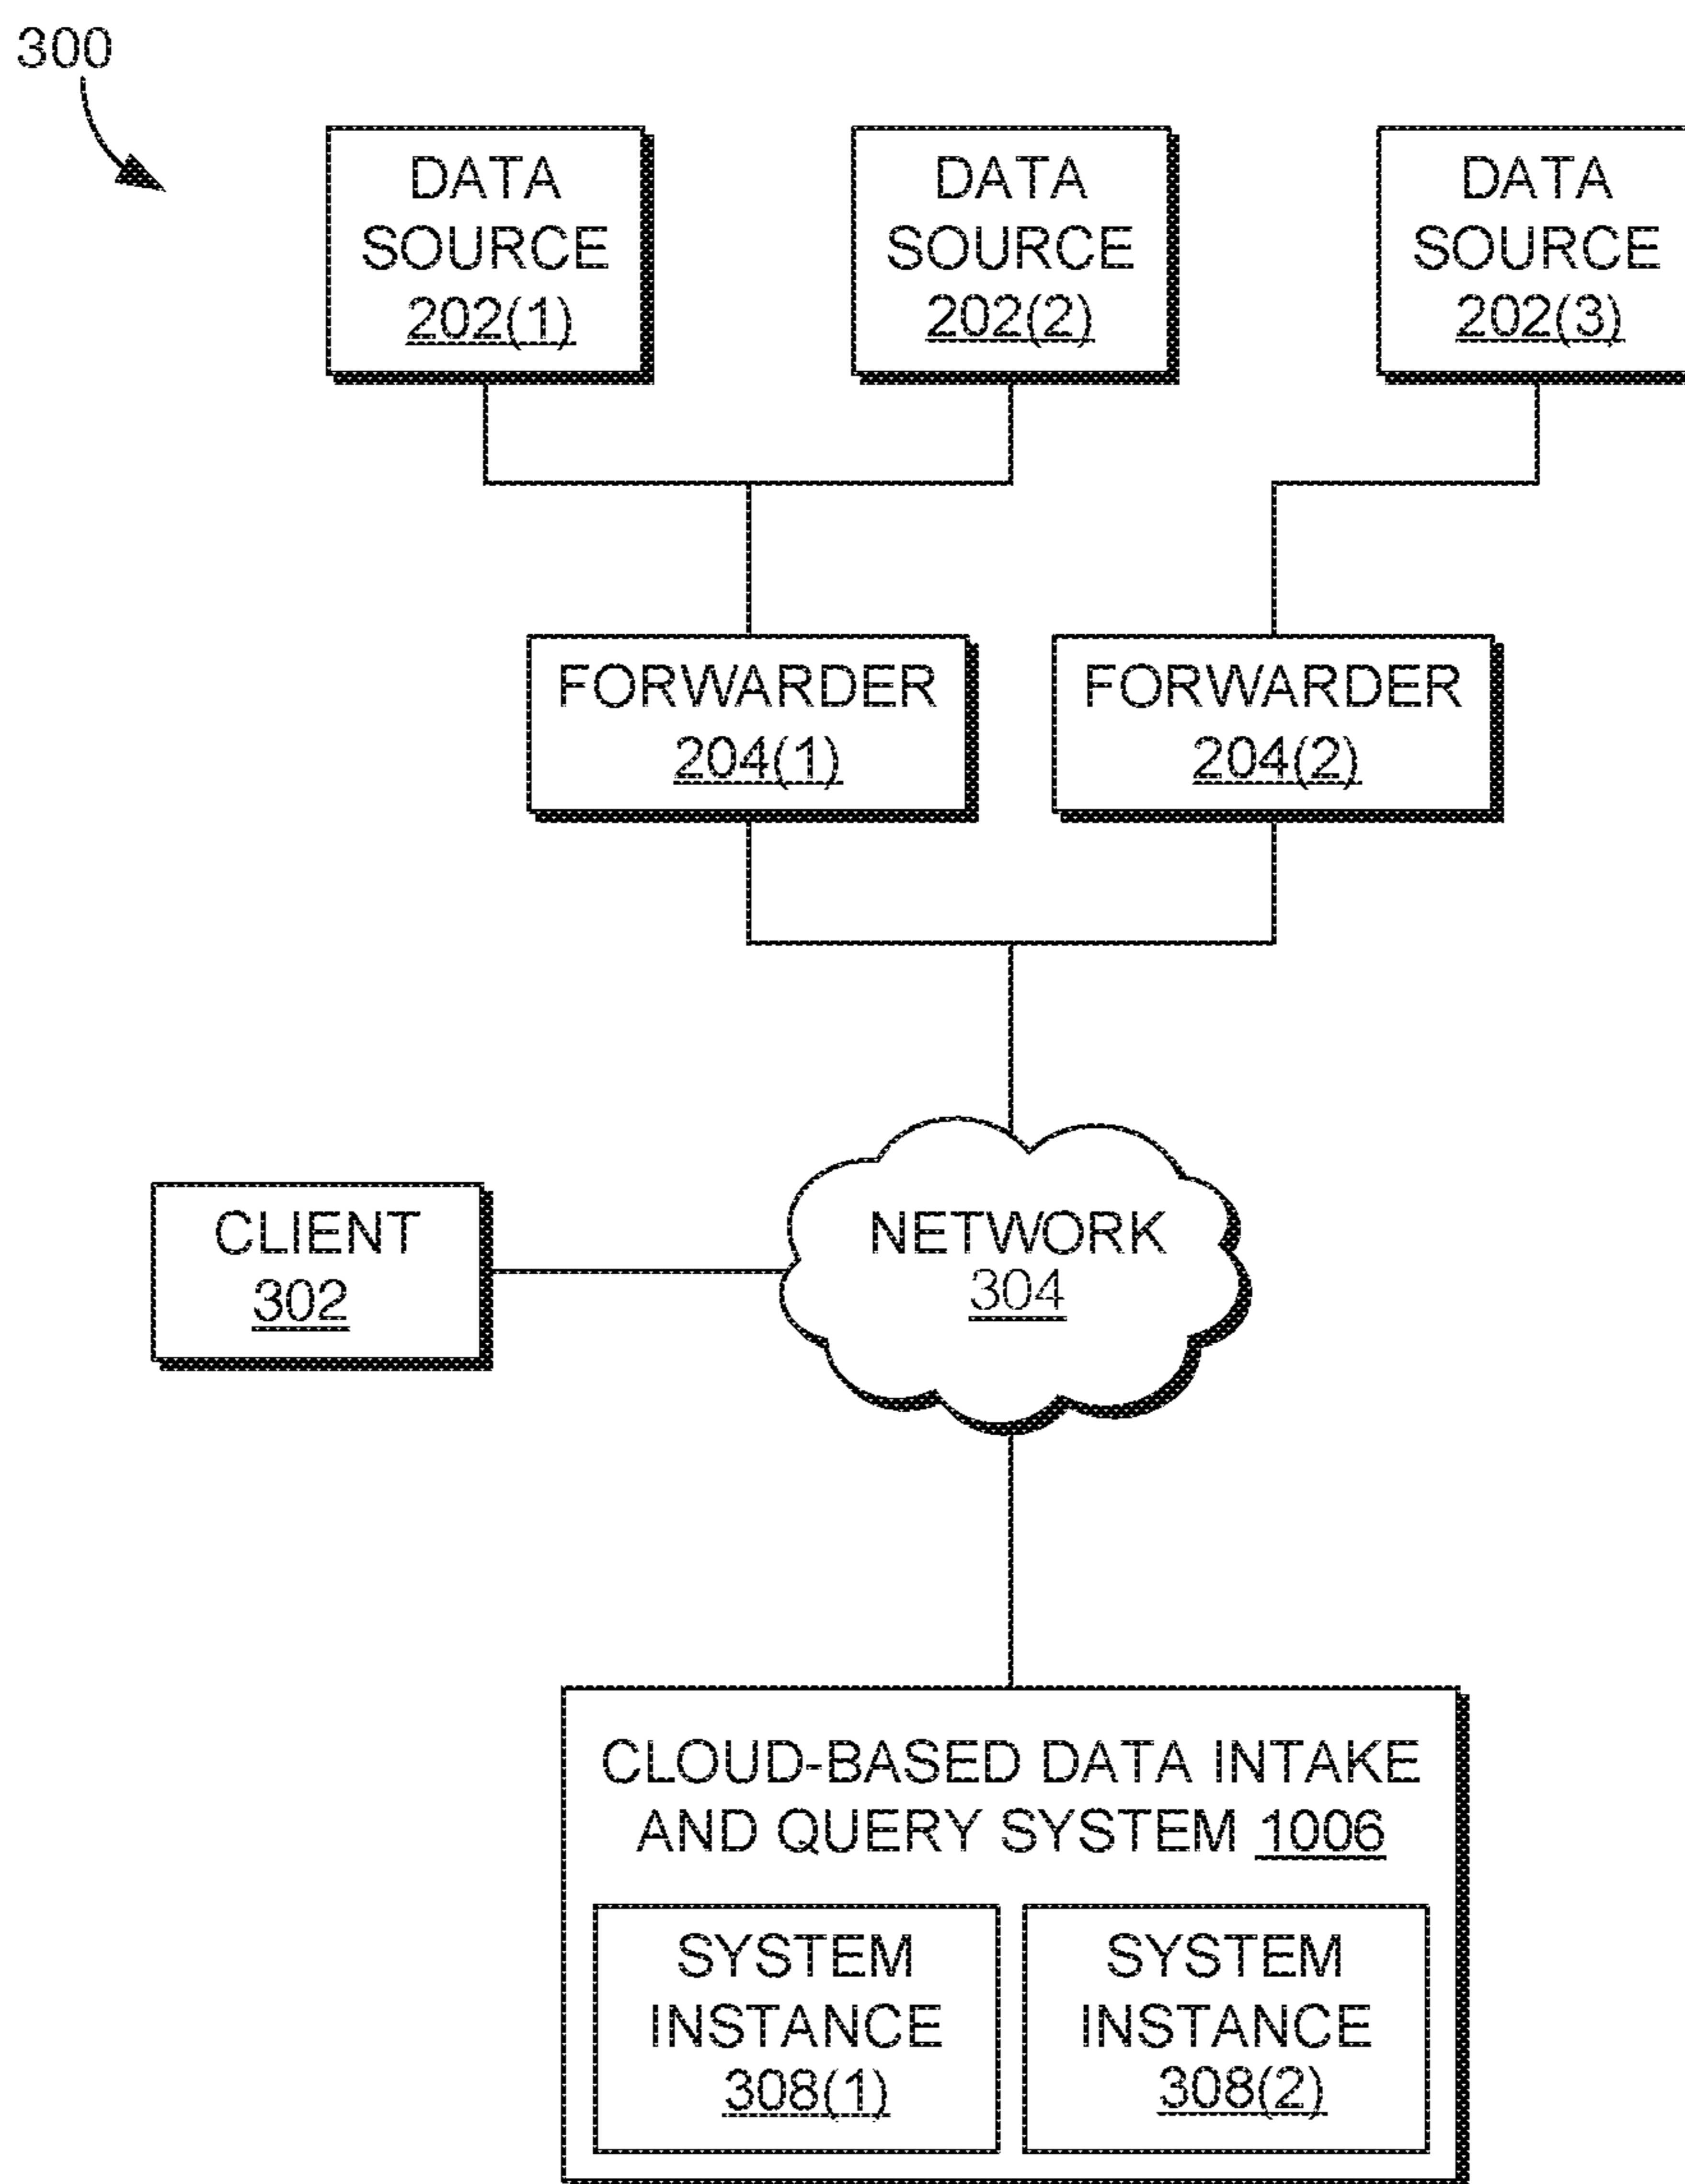 300
DATA
SOURCE
202(1)
DATA
SOURCE
202(2)
DATA
SOURCE
202(3)
FORWARDER
204(1)
FORWARDER
204(2)
CLIENT
302
NETWORK
304
CLOUD-BASED DATA INTAKE
AND QUERY SYSTEM 1006
SYSTEM
INSTANCE
308(1)
SYSTEM
INSTANCE
308(2)